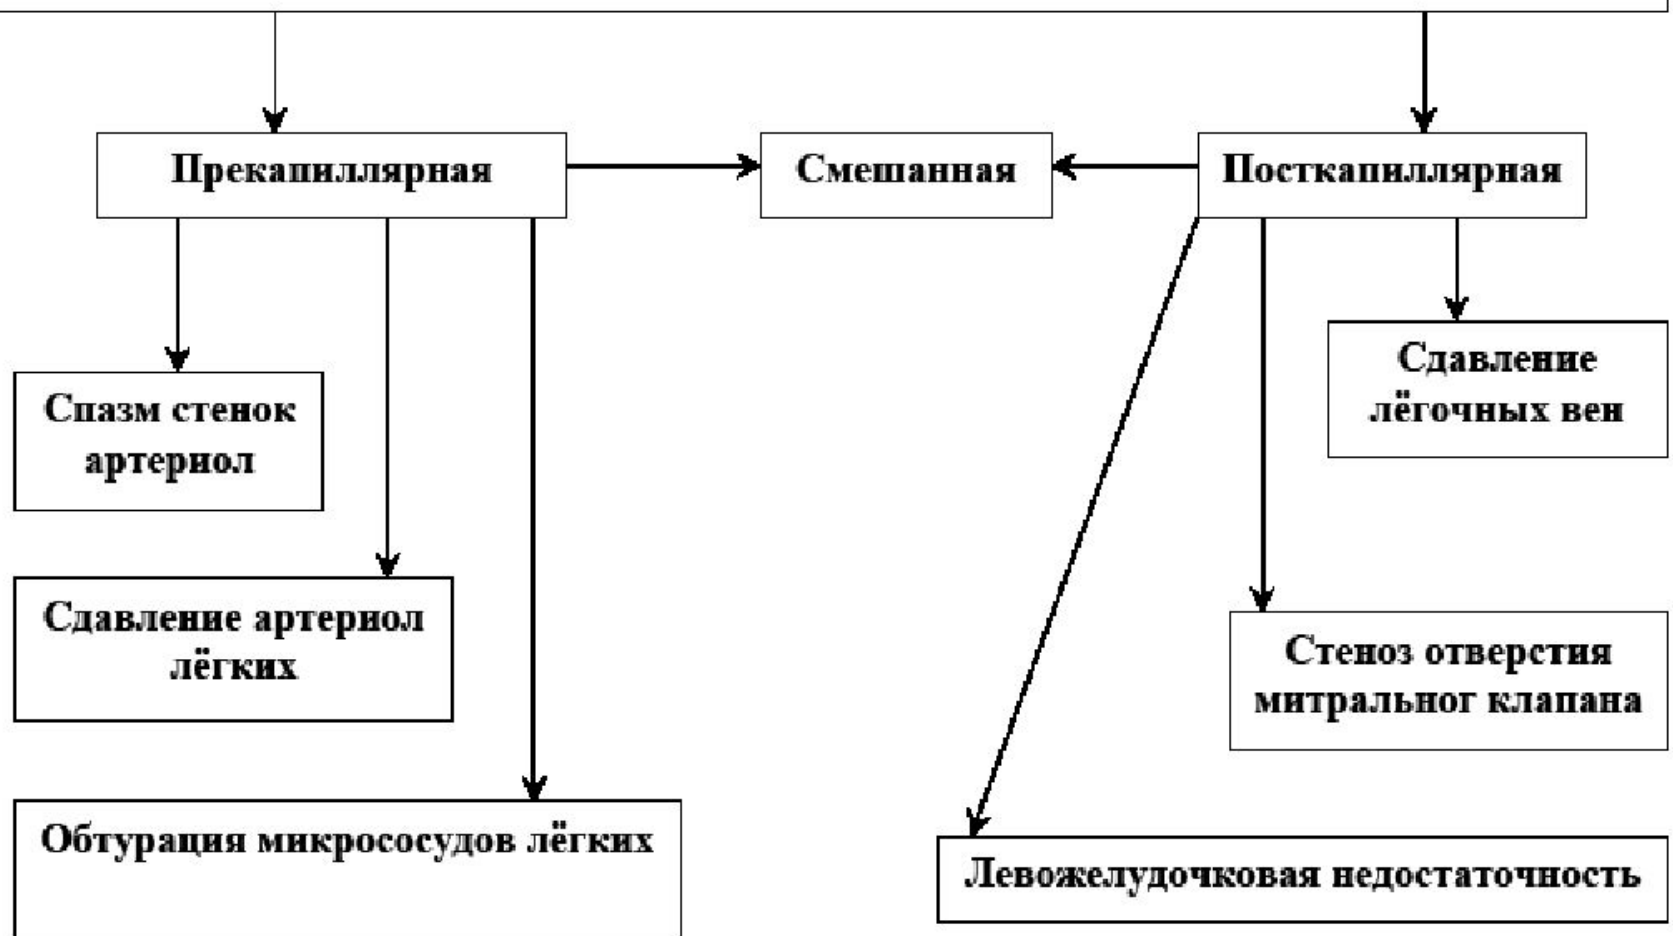 Прекапиллярная
Смешанная
Посткапиллярная
Спазм стенок
артериол
Сдавление артериол
лёгких
Обтурация микрососудов лёгких
Сдавление
лёгочных вен
Стеноз отверстия
митральног клапана
Левожелудочковая недостаточность